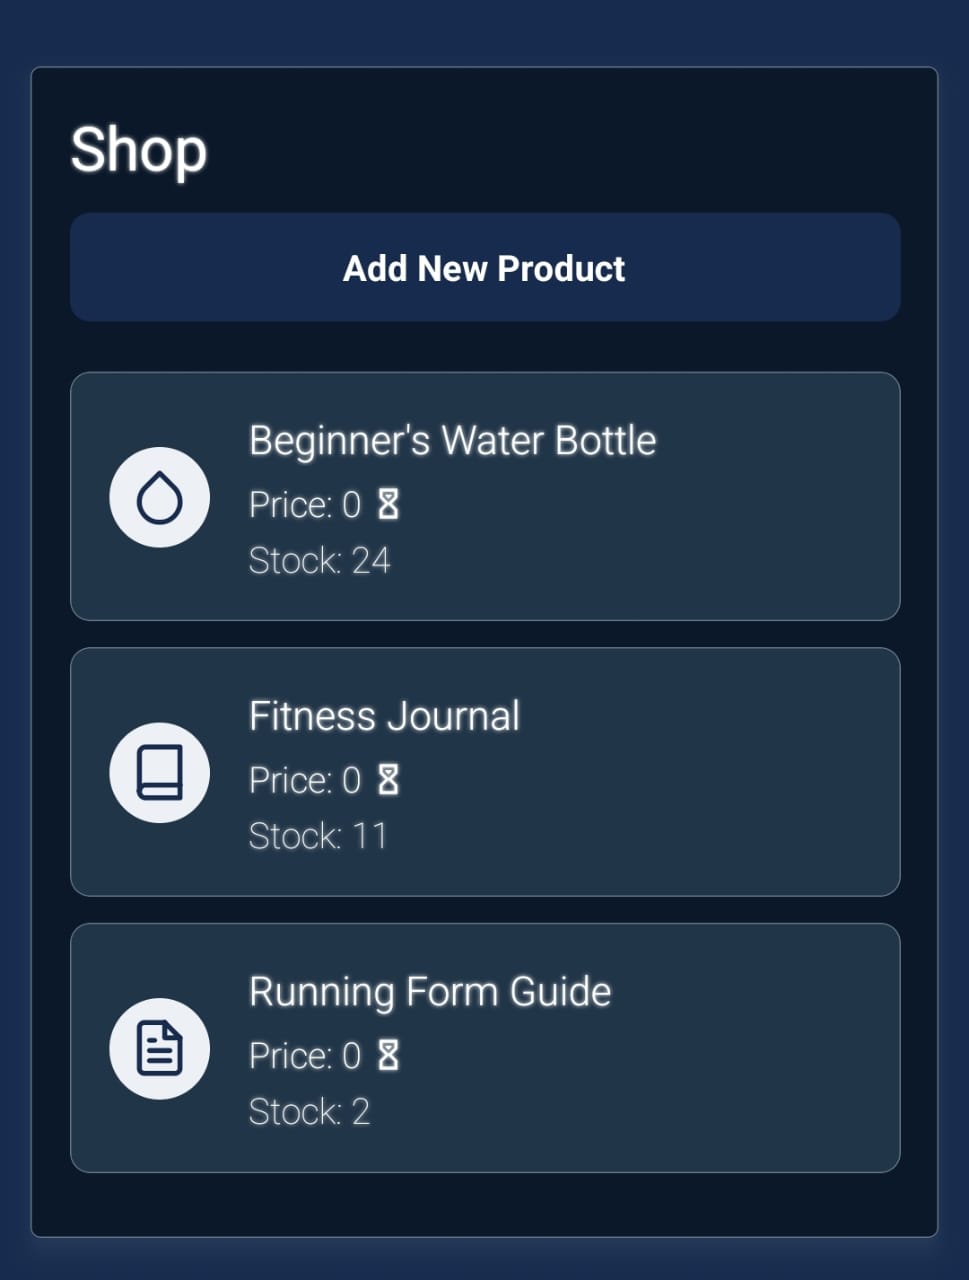 Shop
Add New Product
Beginner's Water Bottle
Price: 0
Stock: 24
Fitness Journal
Price: 0
Stock: 11
Running Form Guide
Price: 0
Stock: 2